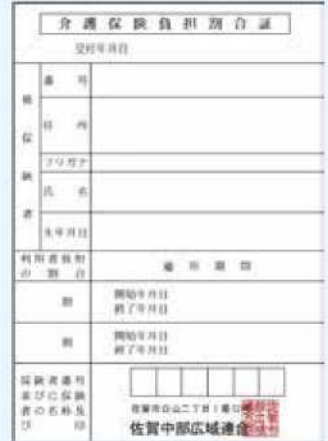 介護保険負担割合証
交付年月日
被保険者
番号
住所
フリガナ
氏名
生年月日
利用者負担の割合
適用期間
割
開始年月日
終了年月日
割
開始年月日
終了年月日
保険者番号
並びに保険
者の名称及
び印
佐賀中部広域連合